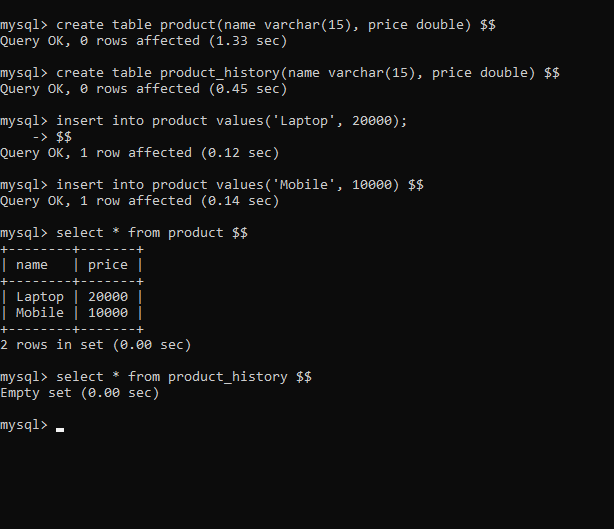 mysql> create table product(name varchar(15), price double) $$
Query OK, 0 rows affected (1.33 sec)
mysql> create table product_history(name varchar(15), price double) $$
Query OK, 0 rows affected (0.45 sec)
mysql> insert into product values('Laptop', 20000);
    -> $$
Query OK, 1 row affected (0.12 sec)
mysql> insert into product values('Mobile', 10000) $$
Query OK, 1 row affected (0.14 sec)
mysql> select * from product $$
+--------+-------+
| name   | price |
+--------+-------+
| Laptop | 20000 |
| Mobile | 10000 |
+--------+-------+
2 rows in set (0.00 sec)
mysql> select * from product_history $$
Empty set (0.00 sec)
mysql>